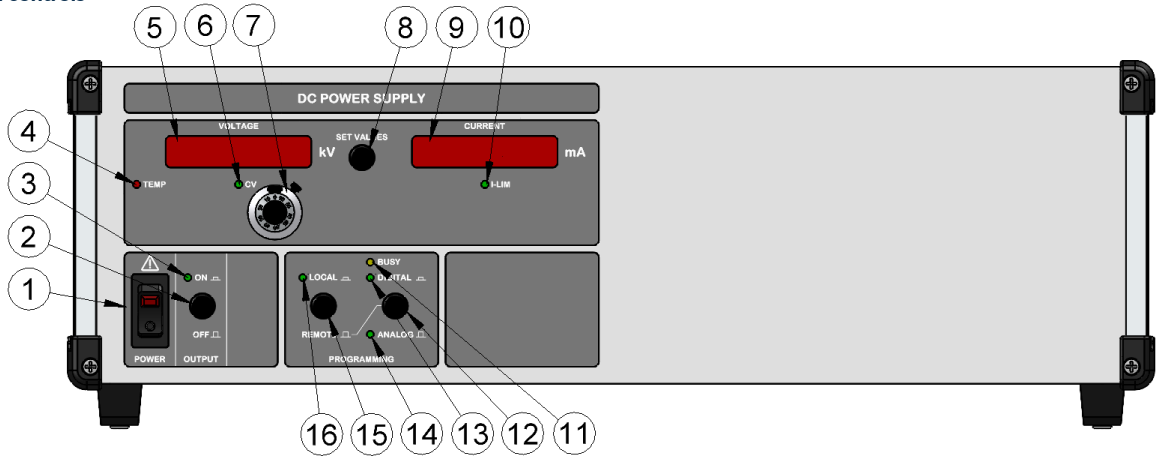 5 6 7 8 9 10
DC POWER SUPPLY
VOLTAGE SET VALUES CURRENT
kV mA
4
TEMP CV I-LIM
3
2
BUSY
ON LOCAL DIGITAL
1
OFF REMOTE ANALOG
POWER OUTPUT PROGRAMMING
16 15 14 13 12 11